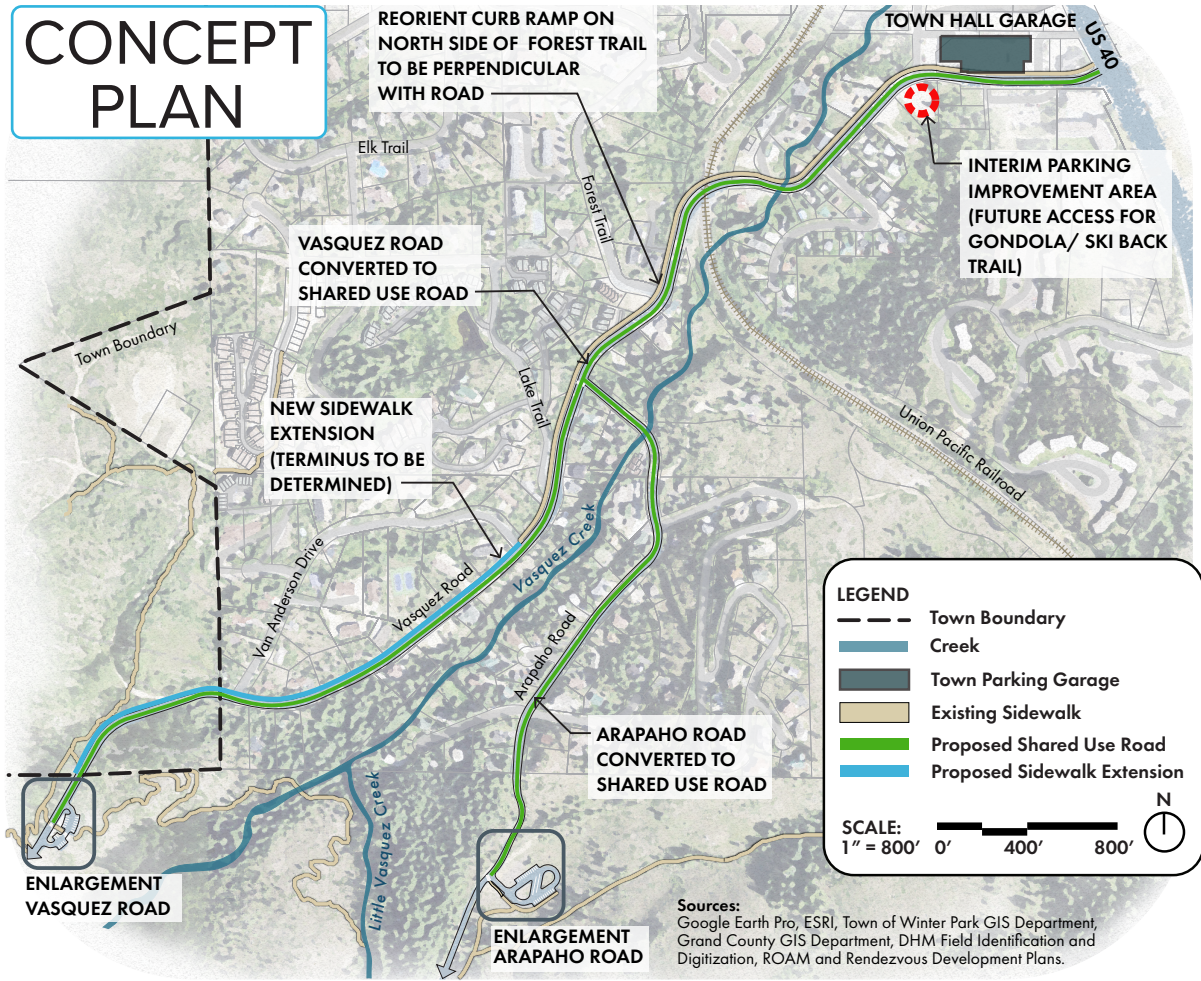 CONCEPT
PLAN
REORIENT CURB RAMP ON
NORTH SIDE OF FOREST TRAIL
TO BE PERPENDICULAR
WITH ROAD
TOWN HALL GARAGE
US 40
Elk Trail
Forest Trail
INTERIM PARKING
IMPROVEMENT AREA
(FUTURE ACCESS FOR
GONDOLA/ SKI BACK
TRAIL)
VASQUEZ ROAD
CONVERTED TO
SHARED USE ROAD
Town Boundary
Lake Trail
NEW SIDEWALK
EXTENSION
(TERMINUS TO BE
DETERMINED)
Union Pacific Railroad
Vasquez Creek
Van Anderson Drive
Vasquez Road
Arapaho Road
ARAPAHO ROAD
CONVERTED TO
SHARED USE ROAD
Little Vasquez Creek
ENLARGEMENT
VASQUEZ ROAD
ENLARGEMENT
ARAPAHO ROAD
LEGEND
Town Boundary
Creek
Town Parking Garage
Existing Sidewalk
Proposed Shared Use Road
Proposed Sidewalk Extension
N
SCALE:
1” = 800’ 0’ 400’ 800’
Sources:
Google Earth Pro, ESRI, Town of Winter Park GIS Department,
Grand County GIS Department, DHM Field Identification and
Digitization, ROAM and Rendezvous Development Plans.